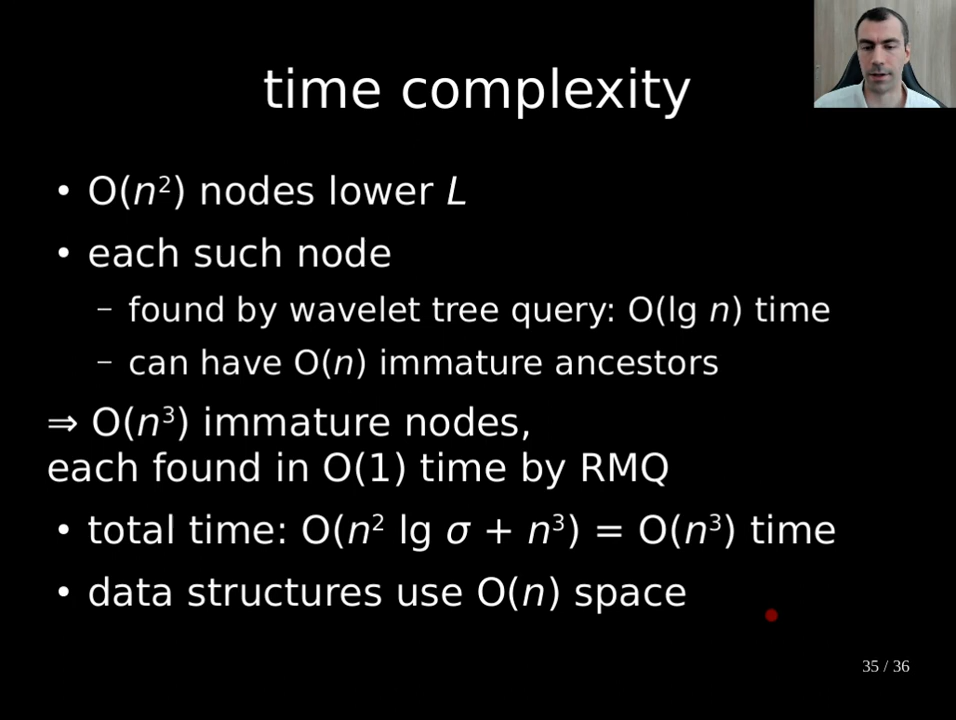 time complexity
• O(n²) nodes lower L
• each such node
– found by wavelet tree query: O(lg n) time
– can have O(n) immature ancestors
⇒ O(n³) immature nodes,
each found in O(1) time by RMQ
• total time: O(n² lg σ + n³) = O(n³) time
• data structures use O(n) space
35 / 36